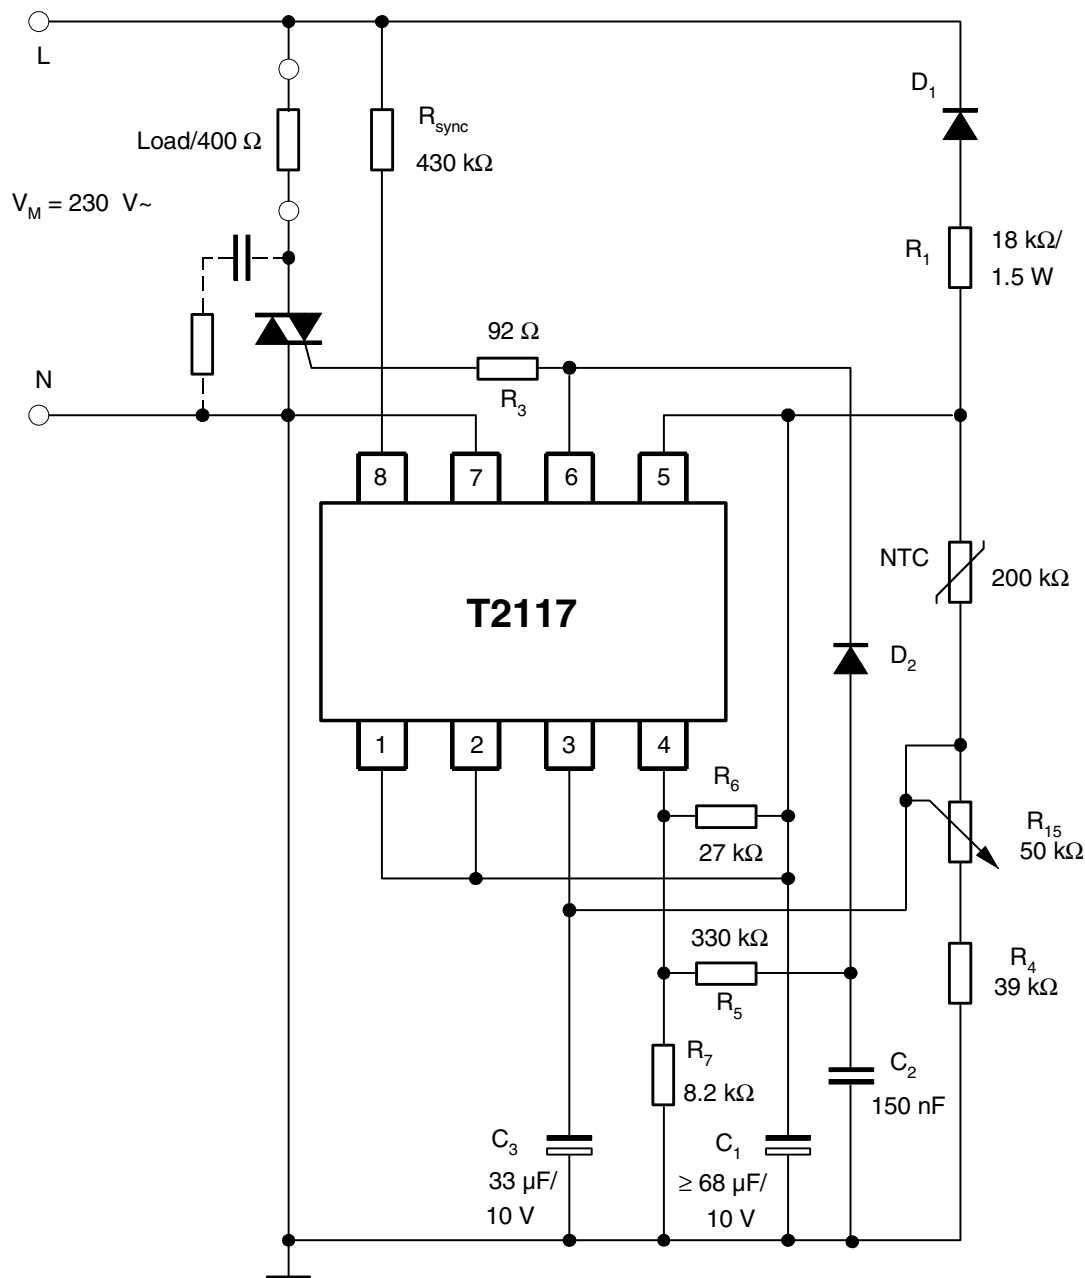 L
Load/400 Ω
V_M = 230 V~
R_sync
430 kΩ
D₁
R₁
18 kΩ/
1.5 W
92 Ω
R₃
N
8
7
6
5
T2117
NTC
200 kΩ
D₂
1
2
3
4
R₆
27 kΩ
R₁₅
50 kΩ
330 kΩ
R₅
R₄
39 kΩ
R₇
8.2 kΩ
C₂
150 nF
C₃
33 µF/
10 V
C₁
≥ 68 µF/
10 V